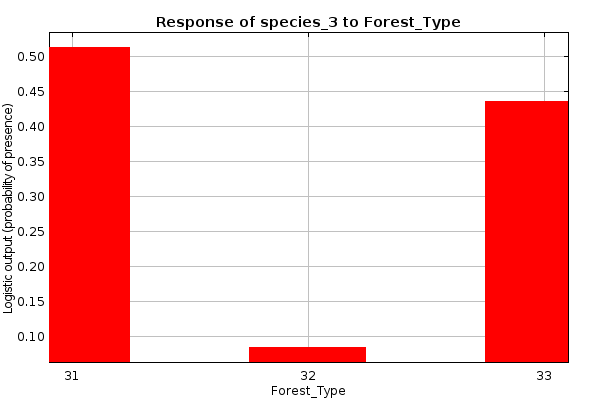 Response of species_3 to Forest_Type
Logistic output (probability of presence)
0.50
0.45
0.40
0.35
0.30
0.25
0.20
0.15
0.10
31 32 33
Forest_Type